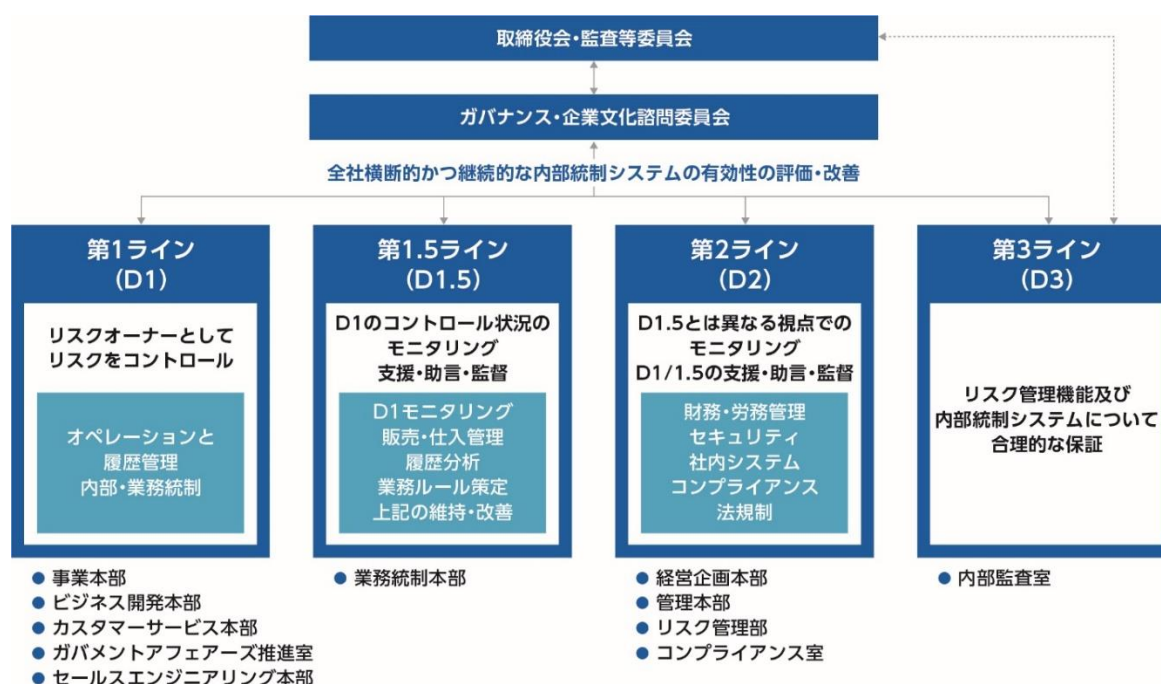 取締役会・監査等委員会
ガバナンス・企業文化諮問委員会
全社横断的かつ継続的な内部統制システムの有効性の評価・改善
第1ライン
(D1)
リスクオーナーとして
リスクをコントロール
オペレーションと
履歴管理
内部・業務統制
● 事業本部
● ビジネス開発本部
● カスタマーサービス本部
● ガバメントアフェアーズ推進室
● セールスエンジニアリング本部
第1.5ライン
(D1.5)
D1のコントロール状況の
モニタリング
支援・助言・監督
D1モニタリング
販売・仕入管理
履歴分析
業務ルール策定
上記の維持・改善
● 業務統制本部
第2ライン
(D2)
D1.5とは異なる視点での
モニタリング
D1/1.5の支援・助言・監督
財務・労務管理
セキュリティ
社内システム
コンプライアンス
法規制
● 経営企画本部
● 管理本部
● リスク管理部
● コンプライアンス室
第3ライン
(D3)
リスク管理機能及び
内部統制システムについて
合理的な保証
● 内部監査室